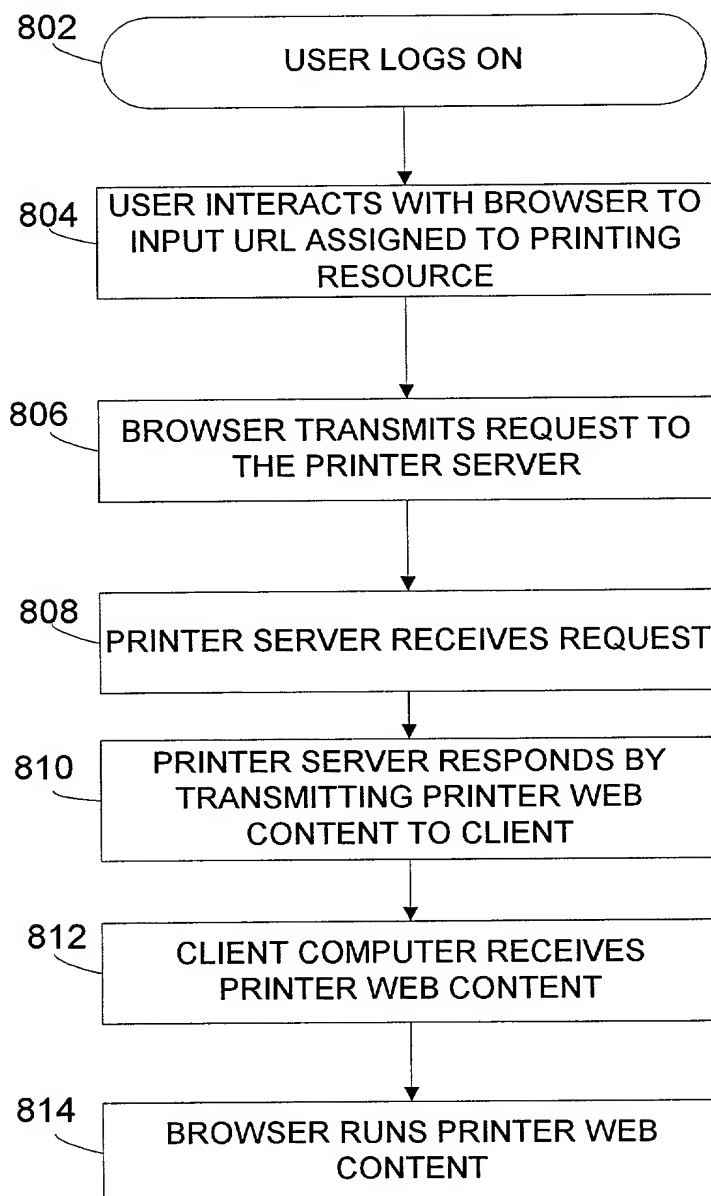 802
USER LOGS ON
804
USER INTERACTS WITH BROWSER TO
INPUT URL ASSIGNED TO PRINTING
RESOURCE
806
BROWSER TRANSMITS REQUEST TO
THE PRINTER SERVER
808
PRINTER SERVER RECEIVES REQUEST
810
PRINTER SERVER RESPONDS BY
TRANSMITTING PRINTER WEB
CONTENT TO CLIENT
812
CLIENT COMPUTER RECEIVES
PRINTER WEB CONTENT
814
BROWSER RUNS PRINTER WEB
CONTENT